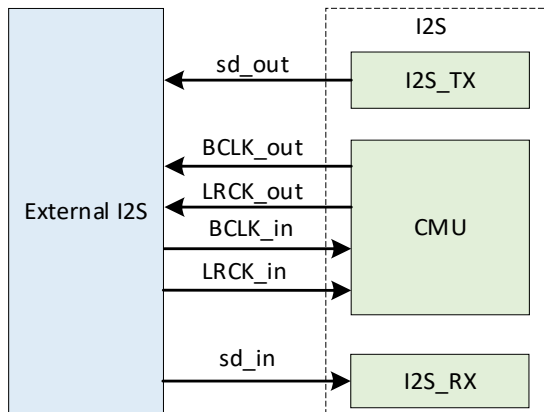 I2S
sd_out
I2S_TX
BCLK_out
LRCK_out
External I2S
BCLK_in
CMU
LRCK_in
sd_in
I2S_RX